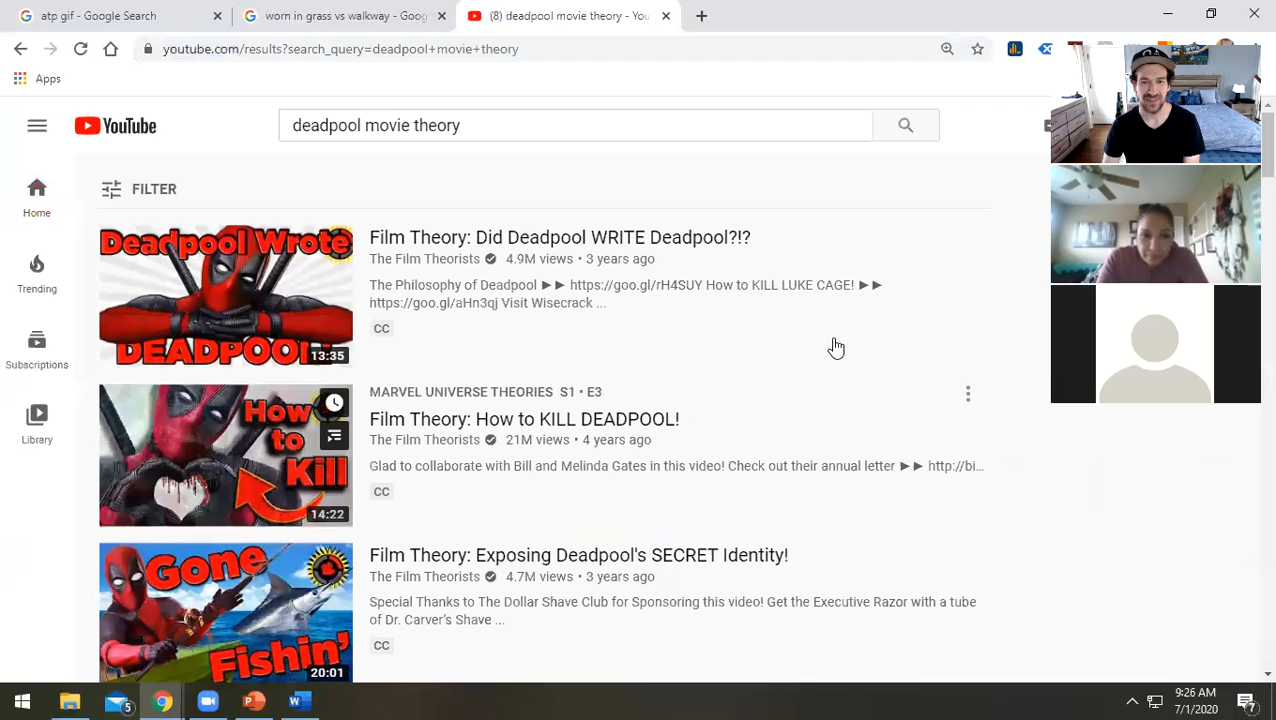 atp gif - Google Search
worn in grass vs walkway - Goog
(8) deadpool movie theory - You
youtube.com/results?search_query=deadpool+movie+theory
Apps
YouTube
deadpool movie theory
FILTER
Home
Trending
Subscriptions
Library
Deadpool Wrote
DEADPOOL!
13:35
Film Theory: Did Deadpool WRITE Deadpool?!?
The Film Theorists 4.9M views • 3 years ago
The Philosophy of Deadpool ►► https://goo.gl/rH4SUY How to KILL LUKE CAGE! ►►
https://goo.gl/aHn3qj Visit Wisecrack ...
CC
How
to
Kill
14:22
MARVEL UNIVERSE THEORIES S1 • E3
Film Theory: How to KILL DEADPOOL!
The Film Theorists 21M views • 4 years ago
Glad to collaborate with Bill and Melinda Gates in this video! Check out their annual letter ►► http://bi...
CC
Gone
Fishin'
20:01
Film Theory: Exposing Deadpool's SECRET Identity!
The Film Theorists 4.7M views • 3 years ago
Special Thanks to The Dollar Shave Club for Sponsoring this video! Get the Executive Razor with a tube
of Dr. Carver's Shave ...
CC
5
9:26 AM
7/1/2020
7